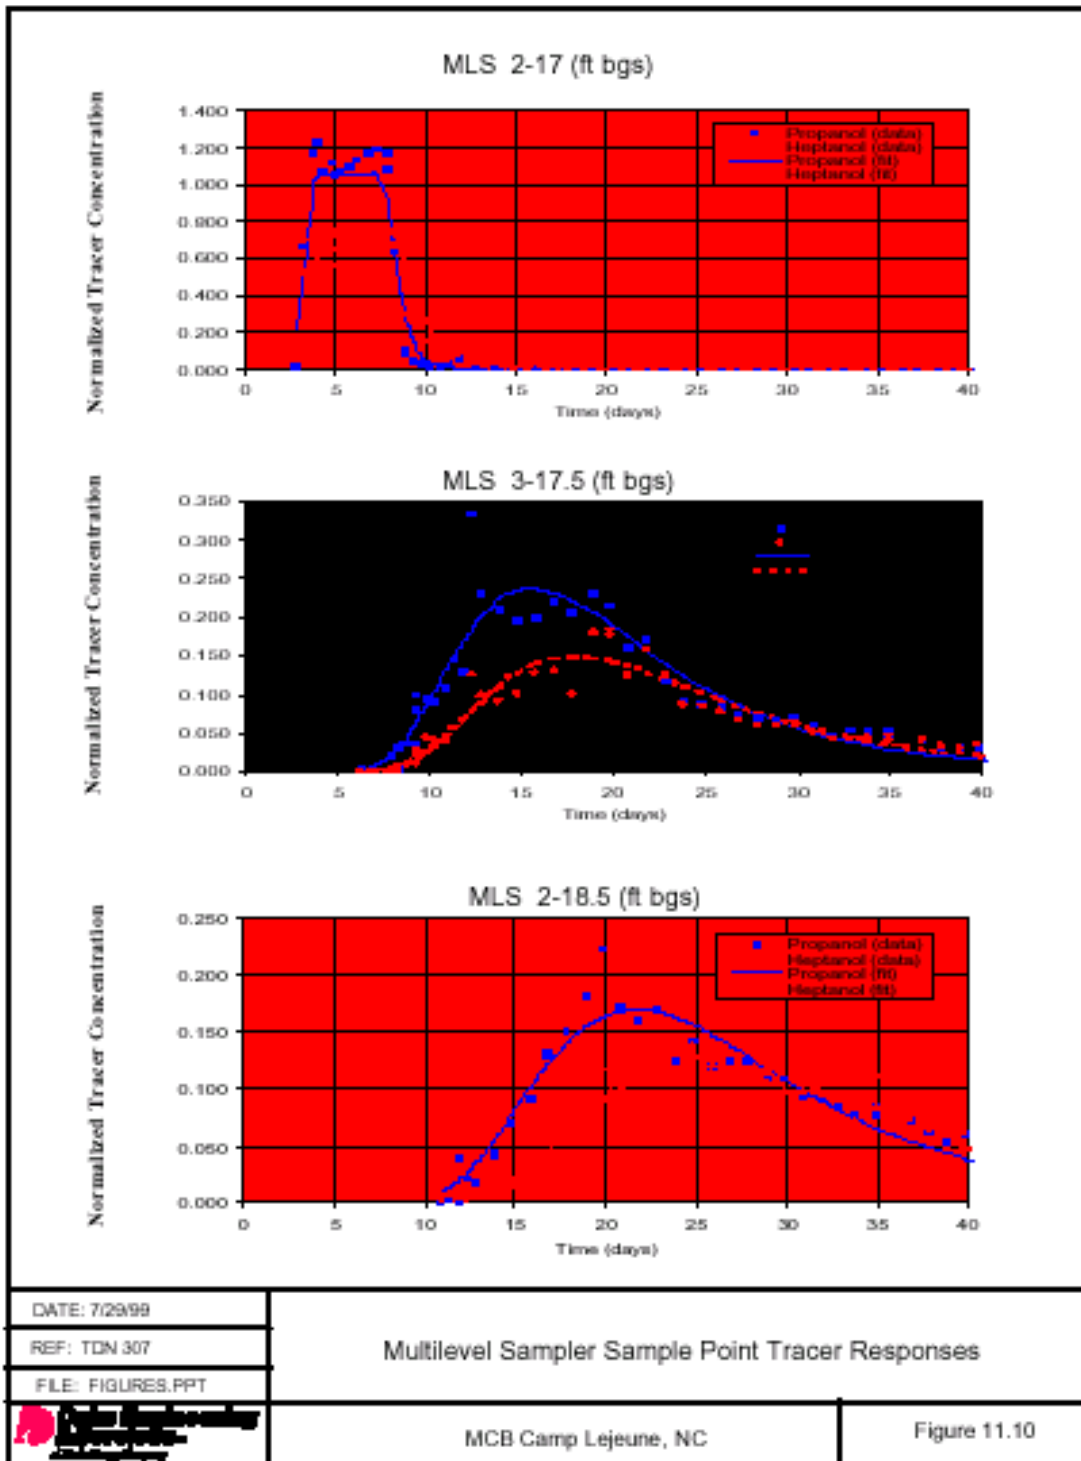 MLS 2-17 (ft bgs)
Normalized Tracer Concentration
1.400
1.200
1.000
0.800
0.600
0.400
0.200
0.000
Propanol (data)
Heptanol (data)
Propanol (fit)
Heptanol (fit)
0 5 10 15 20 25 30 35 40
Time (days)
MLS 3-17.5 (ft bgs)
Normalized Tracer Concentration
0.350
0.300
0.250
0.200
0.150
0.100
0.050
0.000
0 5 10 15 20 25 30 35 40
Time (days)
MLS 2-18.5 (ft bgs)
Normalized Tracer Concentration
0.250
0.200
0.150
0.100
0.050
0.000
Propanol (data)
Heptanol (data)
Propanol (fit)
Heptanol (fit)
0 5 10 15 20 25 30 35 40
Time (days)
DATE: 7/29/99
REF: TDN 307
FILE: FIGURES.PPT
Multilevel Sampler Sample Point Tracer Responses
MCB Camp Lejeune, NC
Figure 11.10